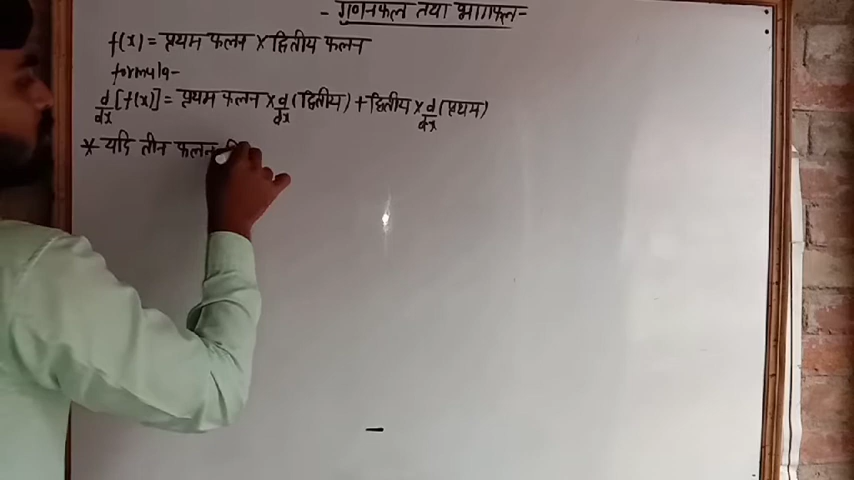 - गुणनफल तथा भागफल -
f(x) = प्रथम फलन × द्वितीय फलन
formula-
d/dx [f(x)] = प्रथम फलन × d/dx (द्वितीय) + द्वितीय × d/dx (प्रथम)
* यदि तीन फलन